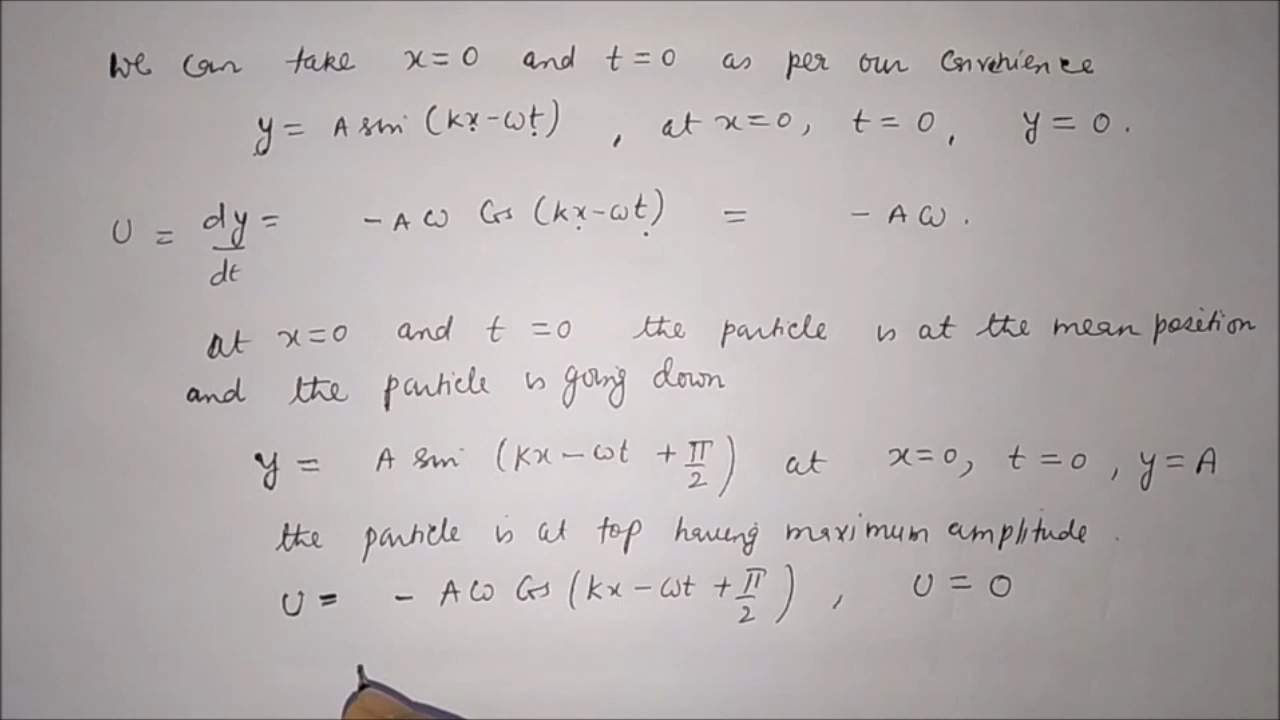 We can take x = 0 and t = 0 as per our convenience
y = A sin (kx - ωt) , at x = 0, t = 0, y = 0.
U = dy/dt = - A ω Cos (kx - ωt) = - A ω.
at x = 0 and t = 0 the particle is at the mean position
and the particle is going down
y = A sin (kx - ωt + π/2) at x = 0, t = 0, y = A
the particle is at top having maximum amplitude.
U = - A ω Cos (kx - ωt + π/2) , U = 0